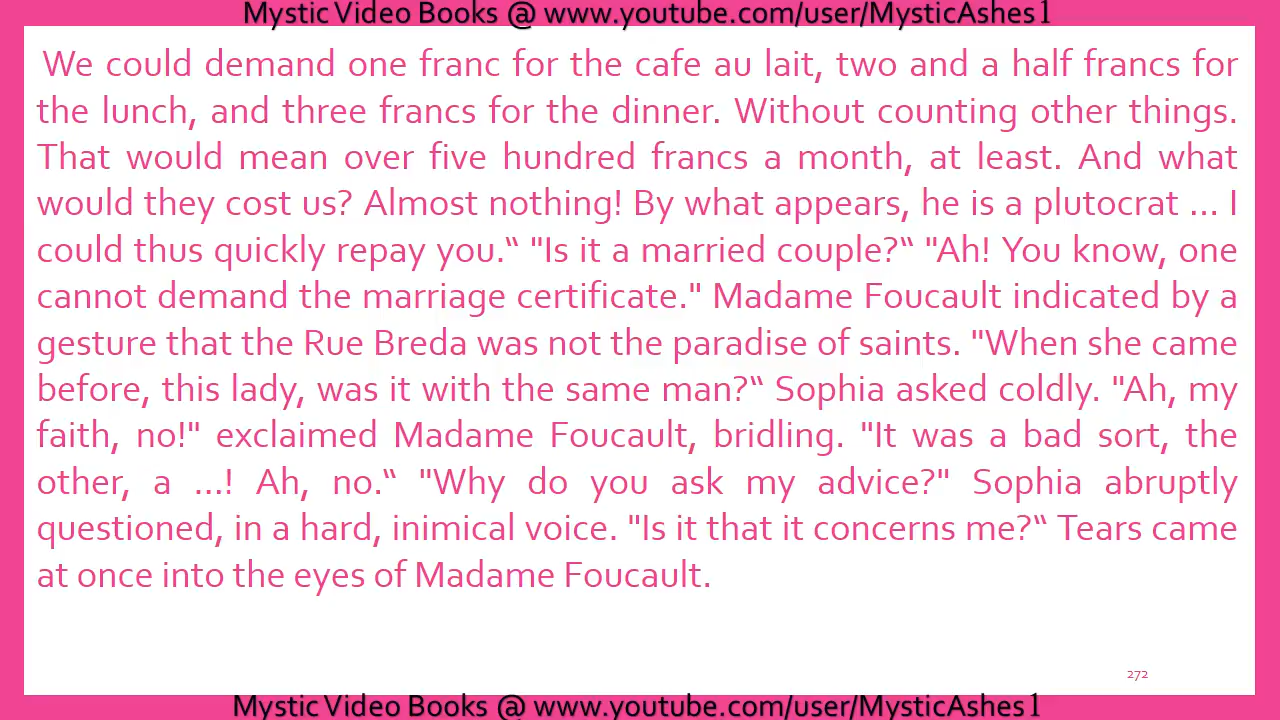 Mystic Video Books @ www.youtube.com/user/MysticAshes1
We could demand one franc for the cafe au lait, two and a half francs for
the lunch, and three francs for the dinner. Without counting other things.
That would mean over five hundred francs a month, at least. And what
would they cost us? Almost nothing! By what appears, he is a plutocrat ... I
could thus quickly repay you.“ "Is it a married couple?“ "Ah! You know, one
cannot demand the marriage certificate." Madame Foucault indicated by a
gesture that the Rue Breda was not the paradise of saints. "When she came
before, this lady, was it with the same man?“ Sophia asked coldly. "Ah, my
faith, no!" exclaimed Madame Foucault, bridling. "It was a bad sort, the
other, a ...! Ah, no.“ "Why do you ask my advice?" Sophia abruptly
questioned, in a hard, inimical voice. "Is it that it concerns me?“ Tears came
at once into the eyes of Madame Foucault.
272
Mystic Video Books @ www.youtube.com/user/MysticAshes1